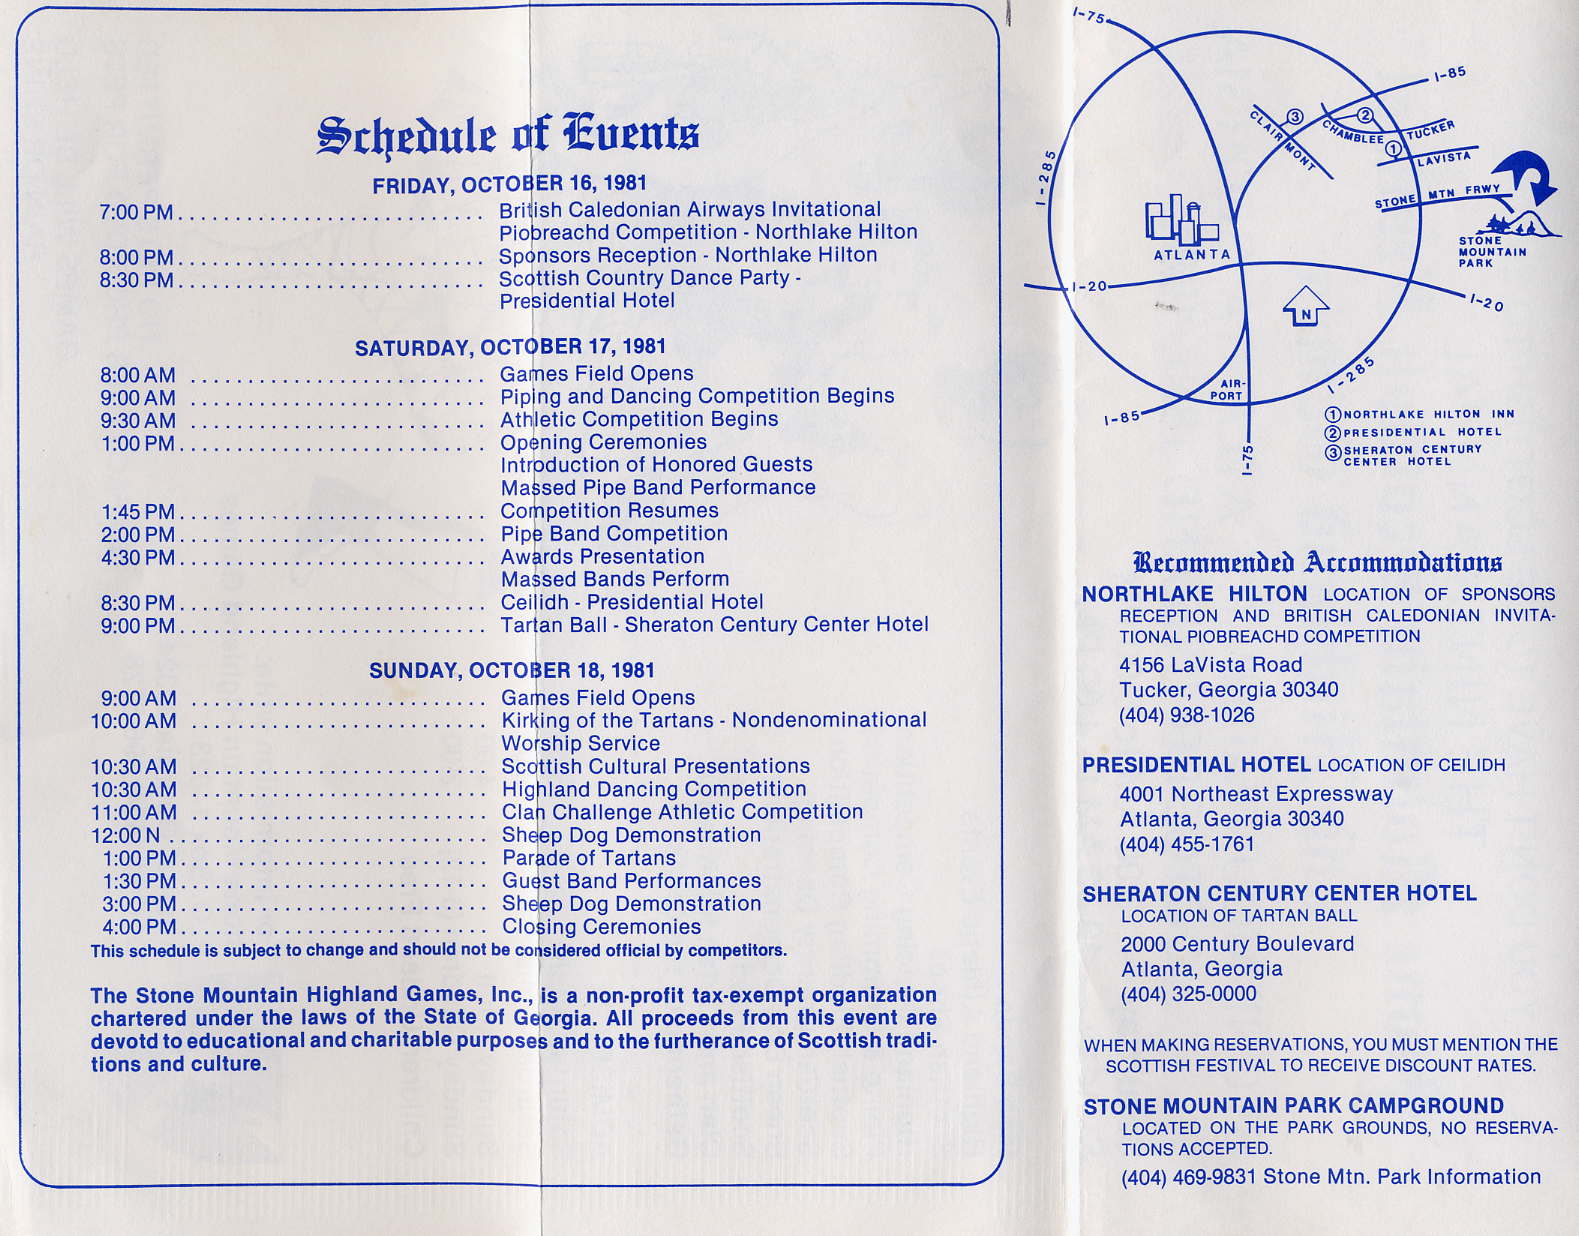 Schedule of Events
FRIDAY, OCTOBER 16, 1981
7:00 PM........................... British Caledonian Airways Invitational
Piobreachd Competition - Northlake Hilton
8:00 PM........................... Sponsors Reception - Northlake Hilton
8:30 PM........................... Scottish Country Dance Party -
Presidential Hotel
SATURDAY, OCTOBER 17, 1981
8:00 AM .......................... Games Field Opens
9:00 AM .......................... Piping and Dancing Competition Begins
9:30 AM .......................... Athletic Competition Begins
1:00 PM........................... Opening Ceremonies
Introduction of Honored Guests
Massed Pipe Band Performance
1:45 PM........................... Competition Resumes
2:00 PM........................... Pipe Band Competition
4:30 PM........................... Awards Presentation
Massed Bands Perform
8:30 PM........................... Ceilidh - Presidential Hotel
9:00 PM........................... Tartan Ball - Sheraton Century Center Hotel
SUNDAY, OCTOBER 18, 1981
9:00 AM .......................... Games Field Opens
10:00 AM .......................... Kirking of the Tartans - Nondenominational
Worship Service
10:30 AM .......................... Scottish Cultural Presentations
10:30 AM .......................... Highland Dancing Competition
11:00 AM .......................... Clan Challenge Athletic Competition
12:00 N ............................ Sheep Dog Demonstration
1:00 PM........................... Parade of Tartans
1:30 PM........................... Guest Band Performances
3:00 PM........................... Sheep Dog Demonstration
4:00 PM........................... Closing Ceremonies
This schedule is subject to change and should not be considered official by competitors.
The Stone Mountain Highland Games, Inc., is a non-profit tax-exempt organization
chartered under the laws of the State of Georgia. All proceeds from this event are
devotd to educational and charitable purposes and to the furtherance of Scottish tradi-
tions and culture.
I-75
I-85
I-285
CLAIRMONT
3
CHAMBLEE TUCKER
2
1
LAVISTA
STONE MTN FRWY
STONE
MOUNTAIN
PARK
ATLANTA
I-20
I-20
N
I-285
AIR-
PORT
I-85
I-75
1 NORTHLAKE HILTON INN
2 PRESIDENTIAL HOTEL
3 SHERATON CENTURY
CENTER HOTEL
Recommended Accommodations
NORTHLAKE HILTON LOCATION OF SPONSORS
RECEPTION AND BRITISH CALEDONIAN INVITA-
TIONAL PIOBREACHD COMPETITION
4156 LaVista Road
Tucker, Georgia 30340
(404) 938-1026
PRESIDENTIAL HOTEL LOCATION OF CEILIDH
4001 Northeast Expressway
Atlanta, Georgia 30340
(404) 455-1761
SHERATON CENTURY CENTER HOTEL
LOCATION OF TARTAN BALL
2000 Century Boulevard
Atlanta, Georgia
(404) 325-0000
WHEN MAKING RESERVATIONS, YOU MUST MENTION THE
SCOTTISH FESTIVAL TO RECEIVE DISCOUNT RATES.
STONE MOUNTAIN PARK CAMPGROUND
LOCATED ON THE PARK GROUNDS, NO RESERVA-
TIONS ACCEPTED.
(404) 469-9831 Stone Mtn. Park Information